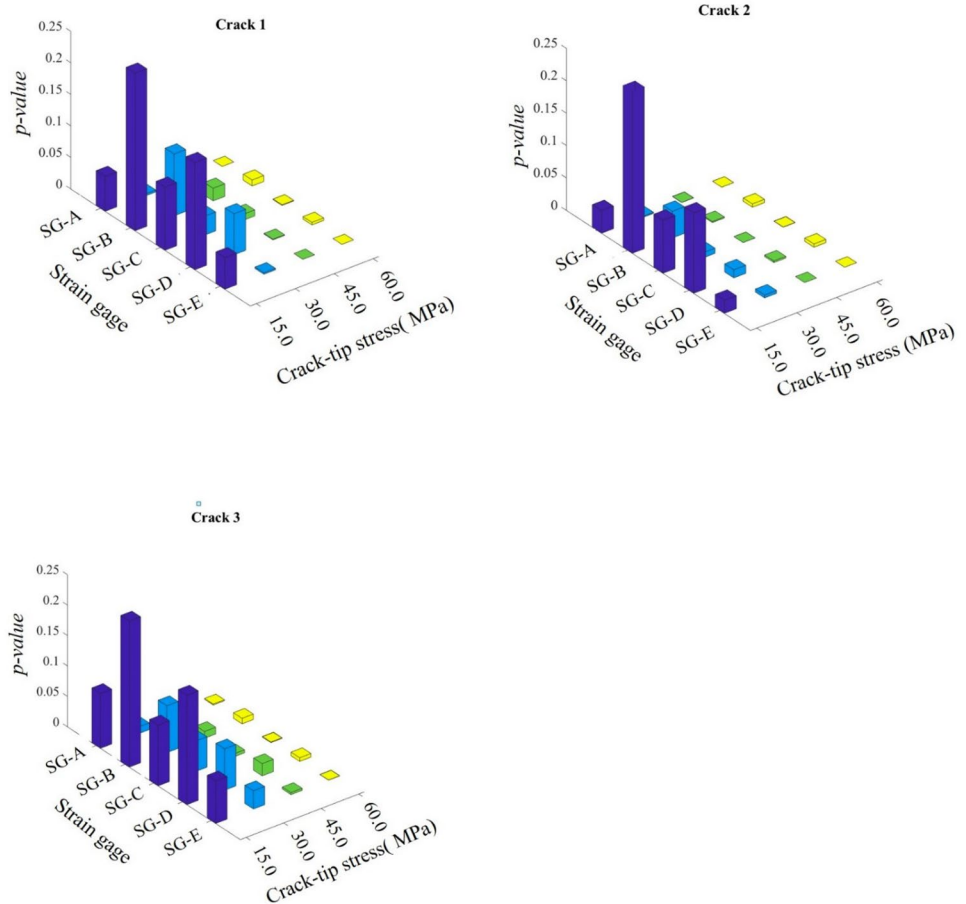 Crack 1
0.25
0.2
0.15
0.1
0.05
0
p-value
SG-A
SG-B
SG-C
SG-D
SG-E
Strain gage
15.0
30.0
45.0
60.0
Crack-tip stress( MPa)
Crack 2
0.25
0.2
0.15
0.1
0.05
0
p-value
SG-A
SG-B
SG-C
SG-D
SG-E
Strain gage
15.0
30.0
45.0
60.0
Crack-tip stress (MPa)
Crack 3
0.25
0.2
0.15
0.1
0.05
0
p-value
SG-A
SG-B
SG-C
SG-D
SG-E
Strain gage
15.0
30.0
45.0
60.0
Crack-tip stress( MPa)